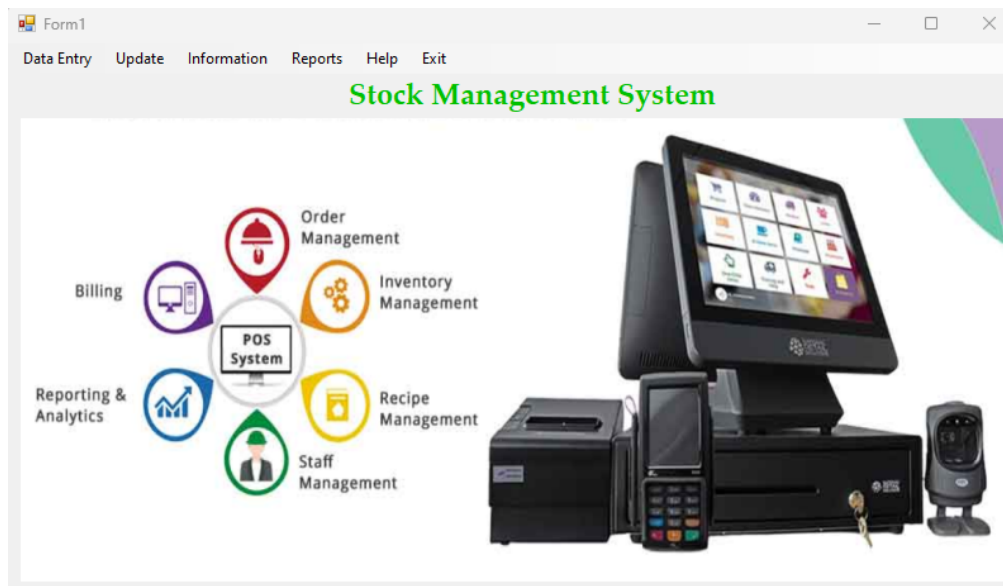 Form1
Data Entry Update Information Reports Help Exit
Stock Management System
Order
Management
Billing
Inventory
Management
POS
System
Reporting &
Analytics
Recipe
Management
Staff
Management